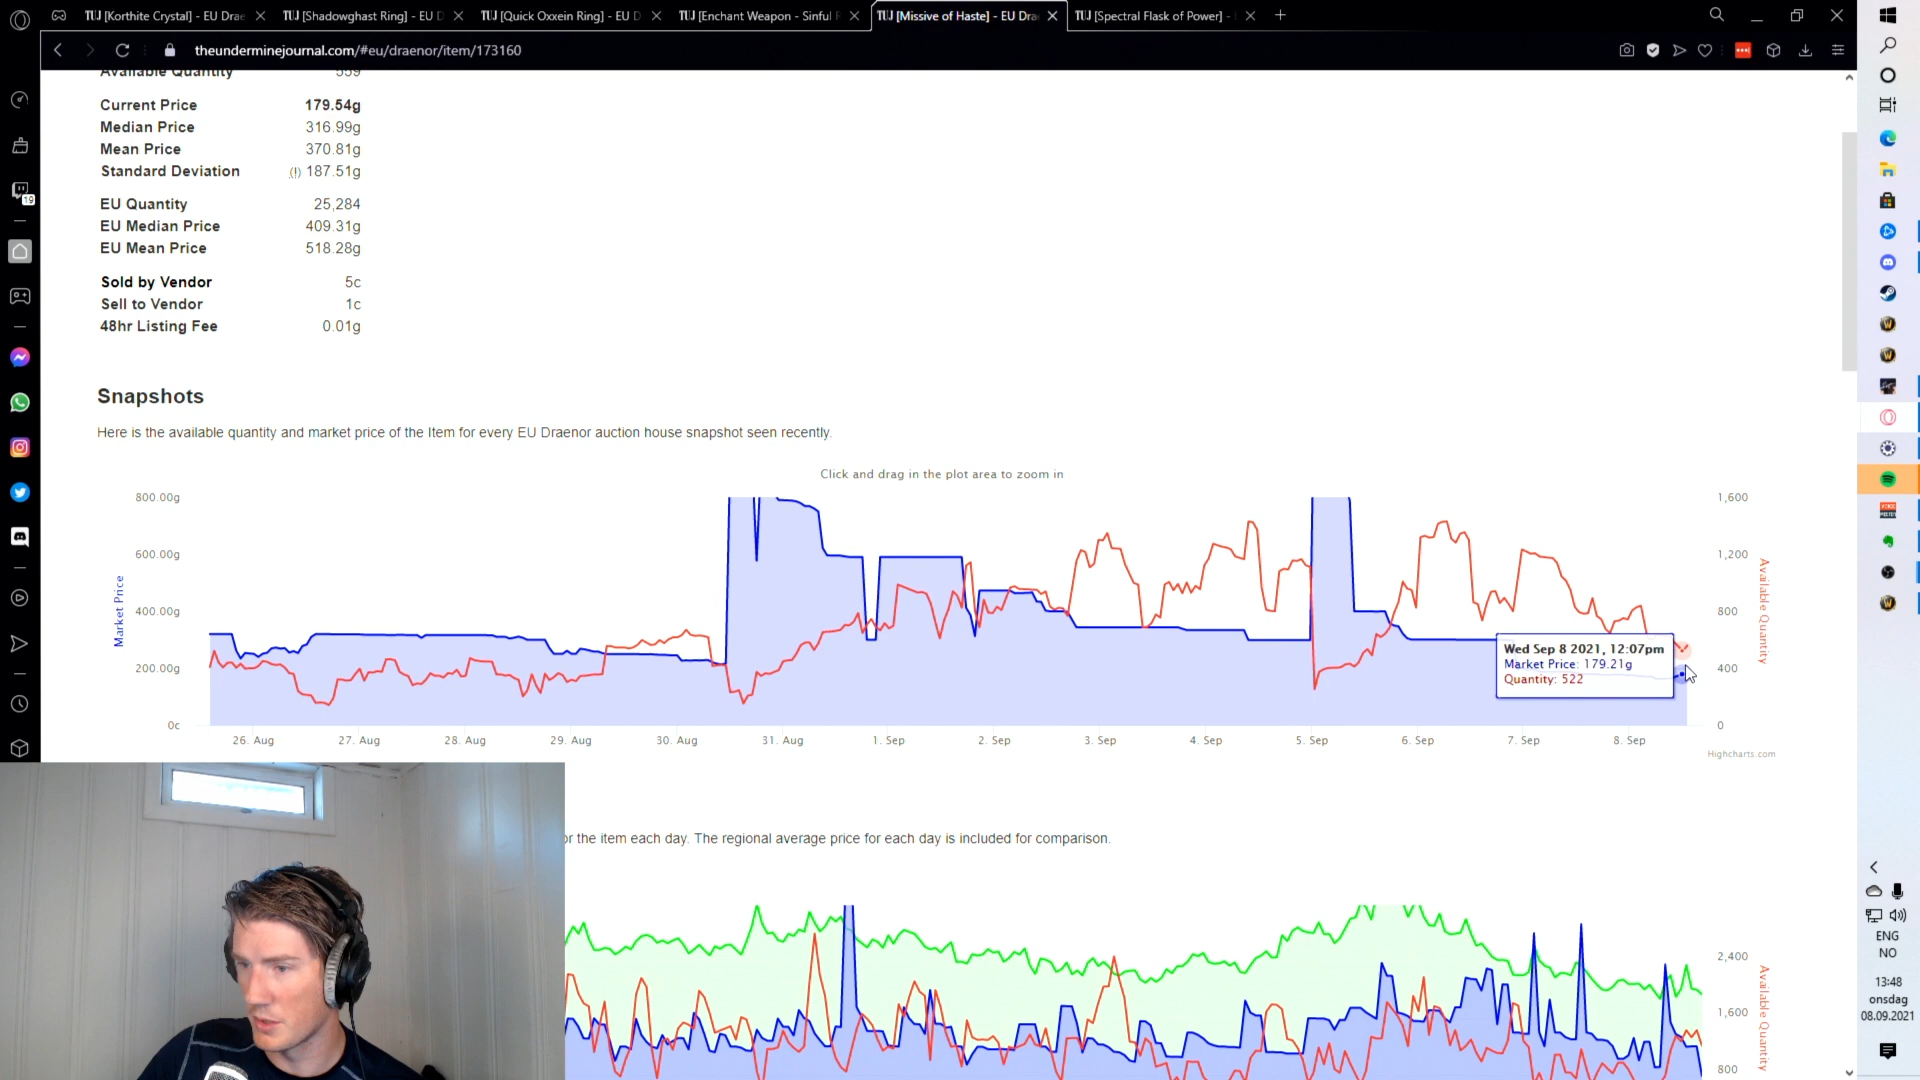 TUJ [Korthite Crystal] - EU Drae
TUJ [Shadowghast Ring] - EU D
TUJ [Quick Oxxein Ring] - EU D
TUJ [Enchant Weapon - Sinful R
TUJ [Missive of Haste] - EU Dra
TUJ [Spectral Flask of Power] -
theunderminejournal.com/#eu/draenor/item/173160
Available Quantity 559
Current Price 179.54g
Median Price 316.99g
Mean Price 370.81g
Standard Deviation (!) 187.51g
EU Quantity 25,284
EU Median Price 409.31g
EU Mean Price 518.28g
Sold by Vendor 5c
Sell to Vendor 1c
48hr Listing Fee 0.01g
Snapshots
Here is the available quantity and market price of the Item for every EU Draenor auction house snapshot seen recently.
Click and drag in the plot area to zoom in
800.00g
600.00g
400.00g
200.00g
0c
Market Price
1,600
1,200
800
400
0
Available Quantity
Wed Sep 8 2021, 12:07pm
Market Price: 179.21g
Quantity: 522
26. Aug 27. Aug 28. Aug 29. Aug 30. Aug 31. Aug 1. Sep 2. Sep 3. Sep 4. Sep 5. Sep 6. Sep 7. Sep 8. Sep
Highcharts.com
or the item each day. The regional average price for each day is included for comparison.
2,400
1,600
800
Available Quantity
19
ENG
NO
13:48
onsdag
08.09.2021